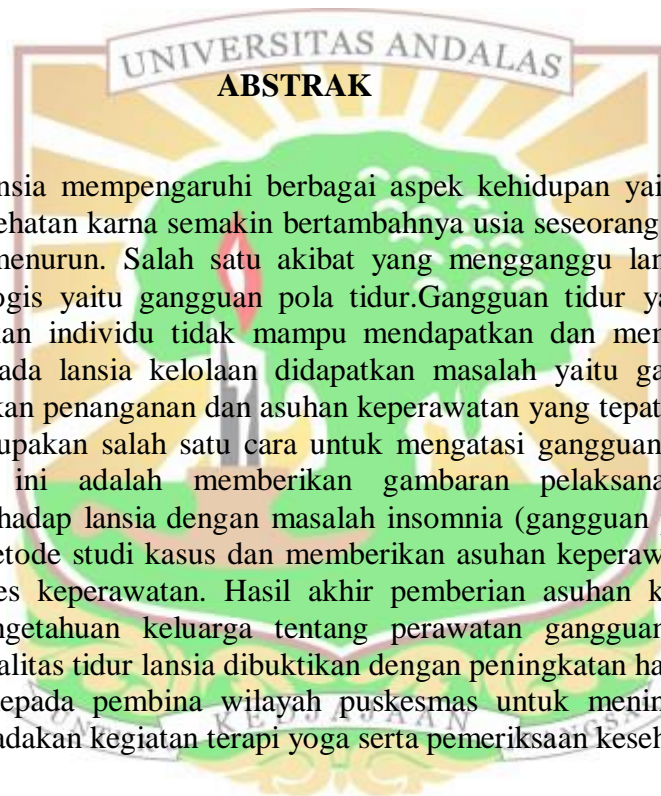 UNIVERSITAS ANDALAS
ABSTRAK
nsia mempengaruhi berbagai aspek kehidupan yai
ehatan karna semakin bertambahnya usia seseorang
menurun. Salah satu akibat yang mengganggu lan
ogis yaitu gangguan pola tidur.Gangguan tidur ya
an individu tidak mampu mendapatkan dan mem
ada lansia kelolaan didapatkan masalah yaitu ga
kan penanganan dan asuhan keperawatan yang tepat
upakan salah satu cara untuk mengatasi gangguan
ini adalah memberikan gambaran pelaksana
hadap lansia dengan masalah insomnia (gangguan
etode studi kasus dan memberikan asuhan keperaw
es keperawatan. Hasil akhir pemberian asuhan k
ngetahuan keluarga tentang perawatan gangguan
alitas tidur lansia dibuktikan dengan peningkatan ha
epada pembina wilayah puskesmas untuk menin
adakan kegiatan terapi yoga serta pemeriksaan keseh
UNTUK KEDJAJAAN BANGSA